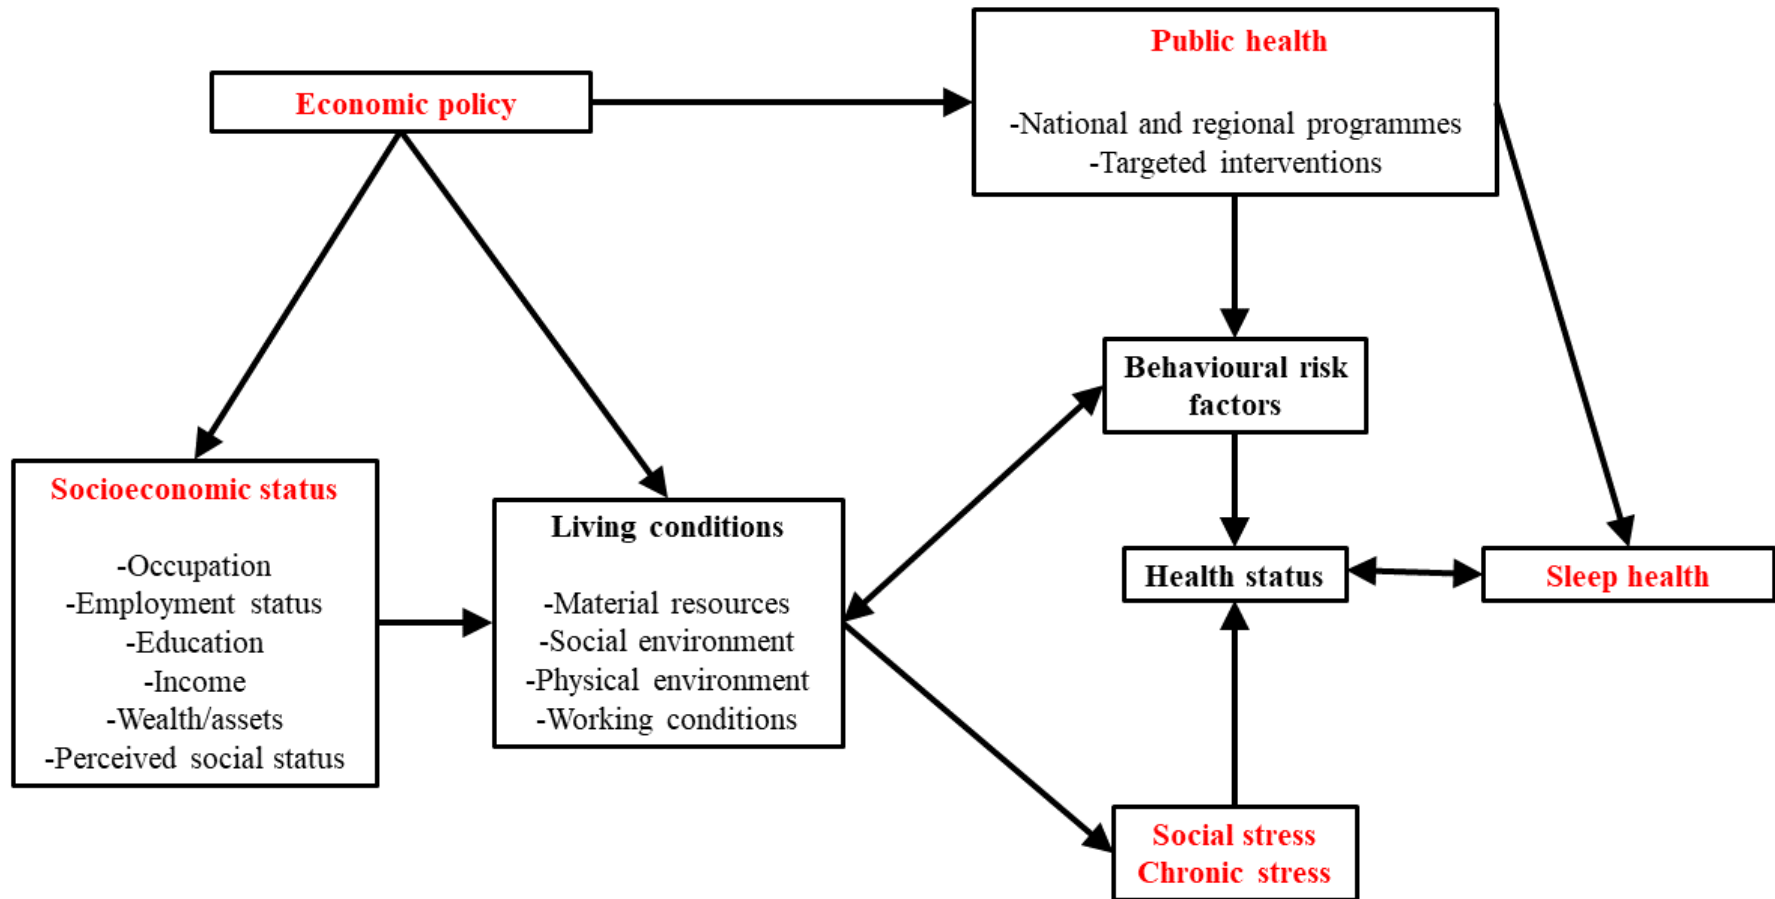 Public health
-National and regional programmes
-Targeted interventions
Economic policy
Behavioural risk
factors
Socioeconomic status
-Occupation
-Employment status
-Education
-Income
-Wealth/assets
-Perceived social status
Living conditions
-Material resources
-Social environment
-Physical environment
-Working conditions
Health status
Sleep health
Social stress
Chronic stress